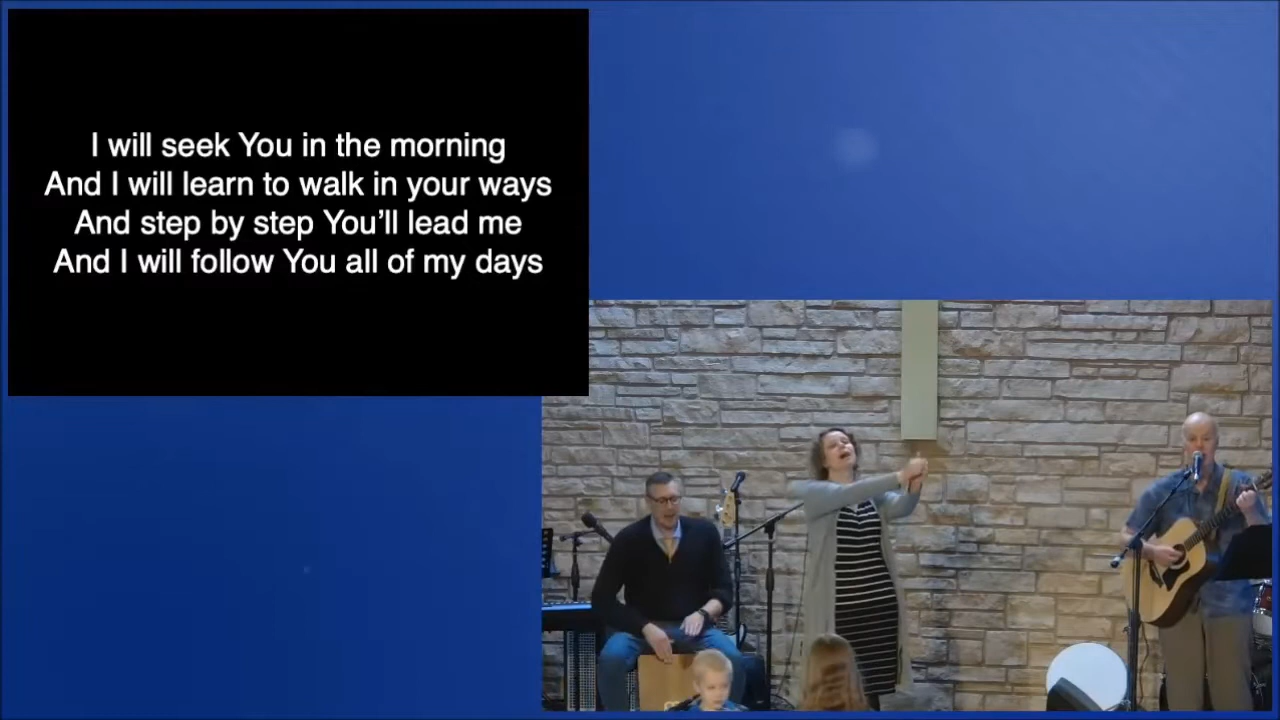 I will seek You in the morning
And I will learn to walk in your ways
And step by step You'll lead me
And I will follow You all of my days